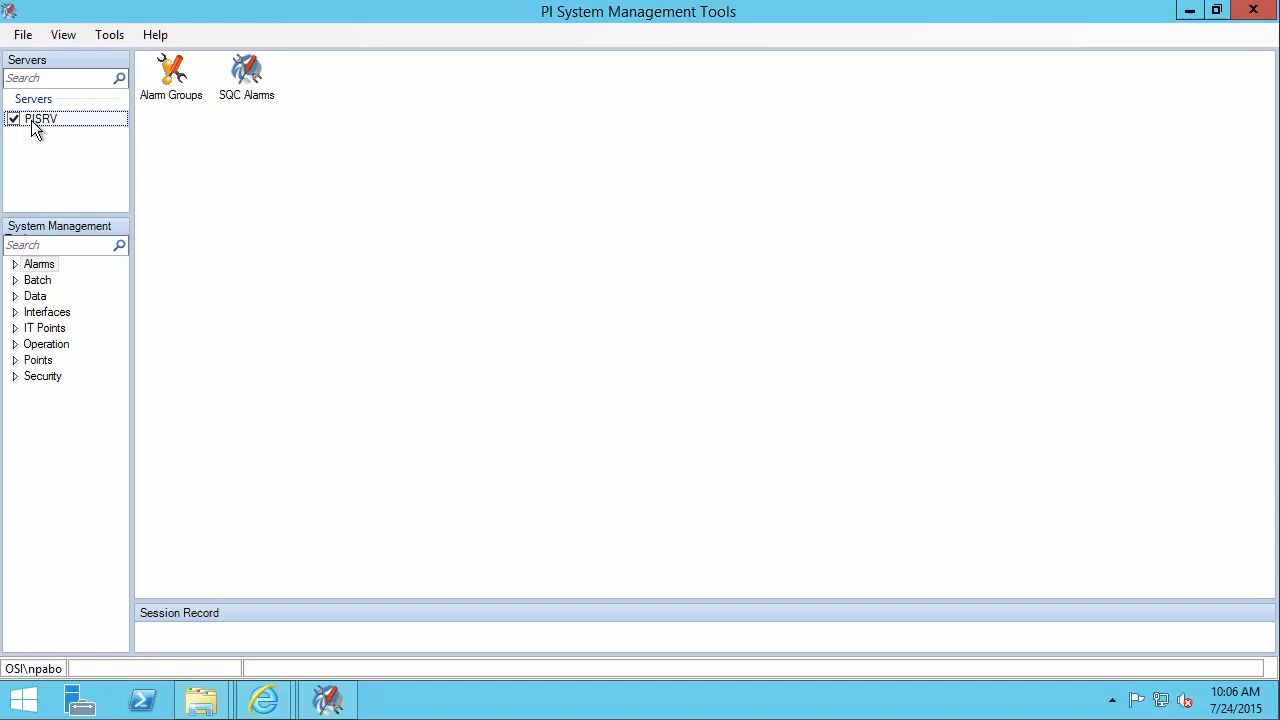 PI System Management Tools
File View Tools Help
Servers
Search
Servers
PISRV
System Management
Search
Alarms
Batch
Data
Interfaces
IT Points
Operation
Points
Security
Alarm Groups
SQC Alarms
Session Record
OSI\npabo
10:06 AM
7/24/2015